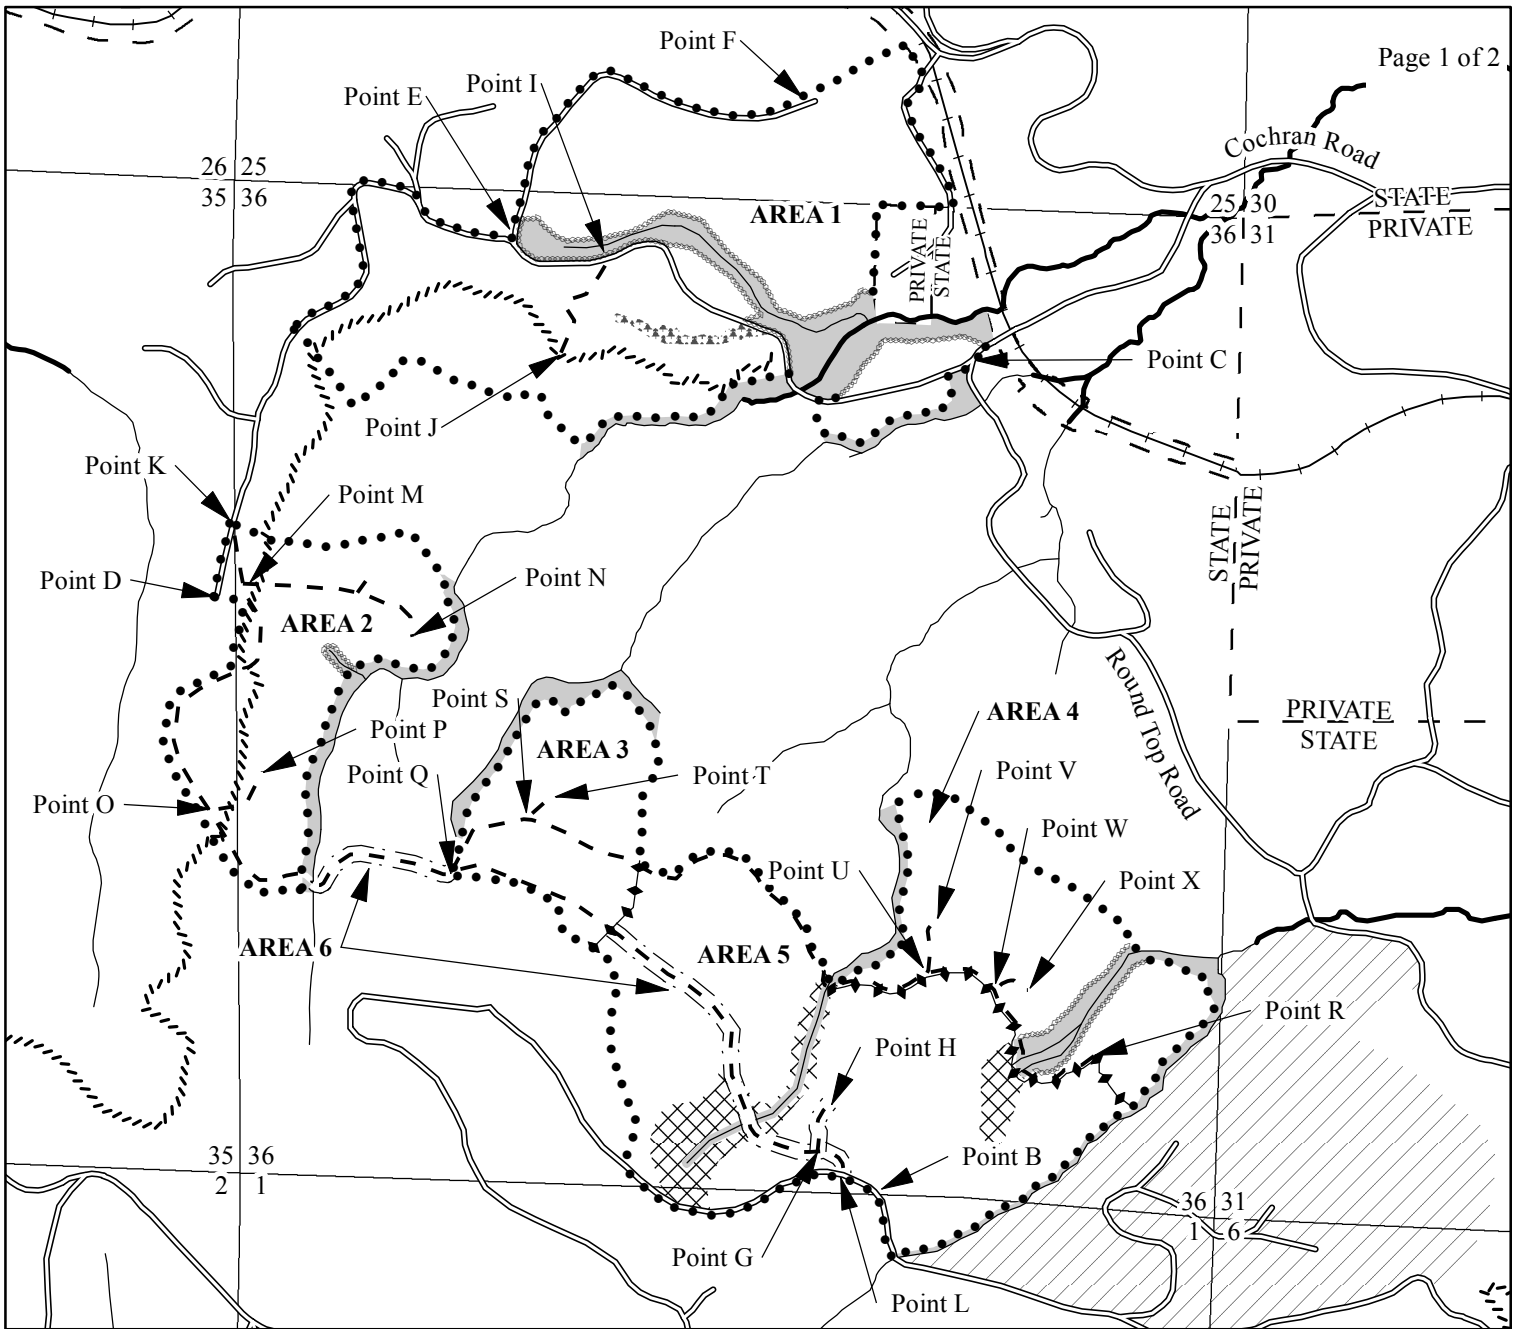 Page 1 of 2
Point F
Point I
Point E
Cochran Road
26 25
35 36
AREA 1
25 30
36 31
STATE
PRIVATE
PRIVATE
STATE
Point C
Point J
Point K
Point M
STATE
PRIVATE
Point D
Point N
AREA 2
Point S
Point P
AREA 3
AREA 4
Round Top Road
PRIVATE
STATE
Point Q
Point T
Point V
Point O
Point W
Point U
Point X
AREA 6
AREA 5
Point R
Point H
35 36
2 1
Point B
36 31
1 6
Point G
Point L